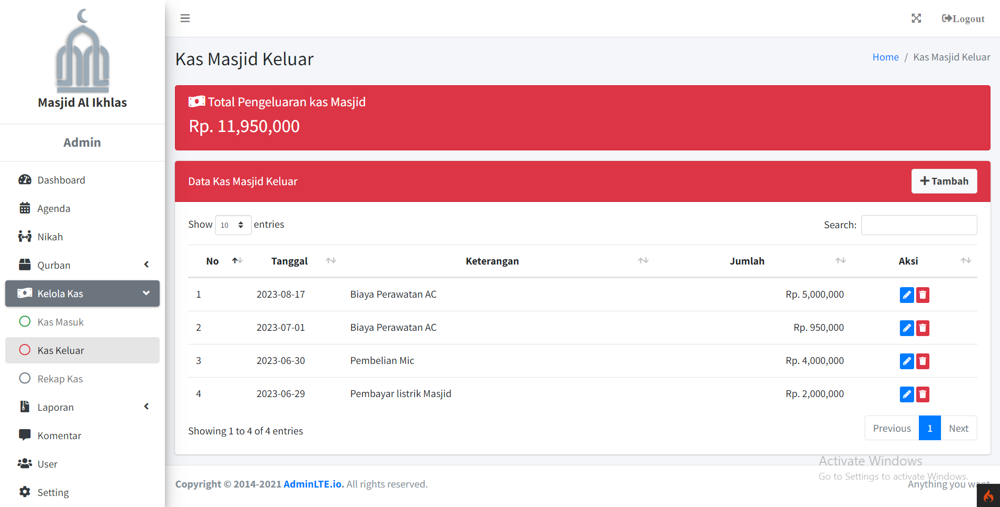 Masjid Al Ikhlas
Admin
Dashboard
Agenda
Nikah
Qurban
Kelola Kas
Kas Masuk
Kas Keluar
Rekap Kas
Laporan
Komentar
User
Setting
Logout
Kas Masjid Keluar
Home / Kas Masjid Keluar
Total Pengeluaran kas Masjid
Rp. 11,950,000
Data Kas Masjid Keluar
Tambah
Show 10 entries
Search:
No Tanggal Keterangan Jumlah Aksi
1 2023-08-17 Biaya Perawatan AC Rp. 5,000,000
2 2023-07-01 Biaya Perawatan AC Rp. 950,000
3 2023-06-30 Pembelian Mic Rp. 4,000,000
4 2023-06-29 Pembayar listrik Masjid Rp. 2,000,000
Showing 1 to 4 of 4 entries
Previous 1 Next
Activate Windows
Go to Settings to activate Windows.
Copyright © 2014-2021 AdminLTE.io. All rights reserved.
Anything you want